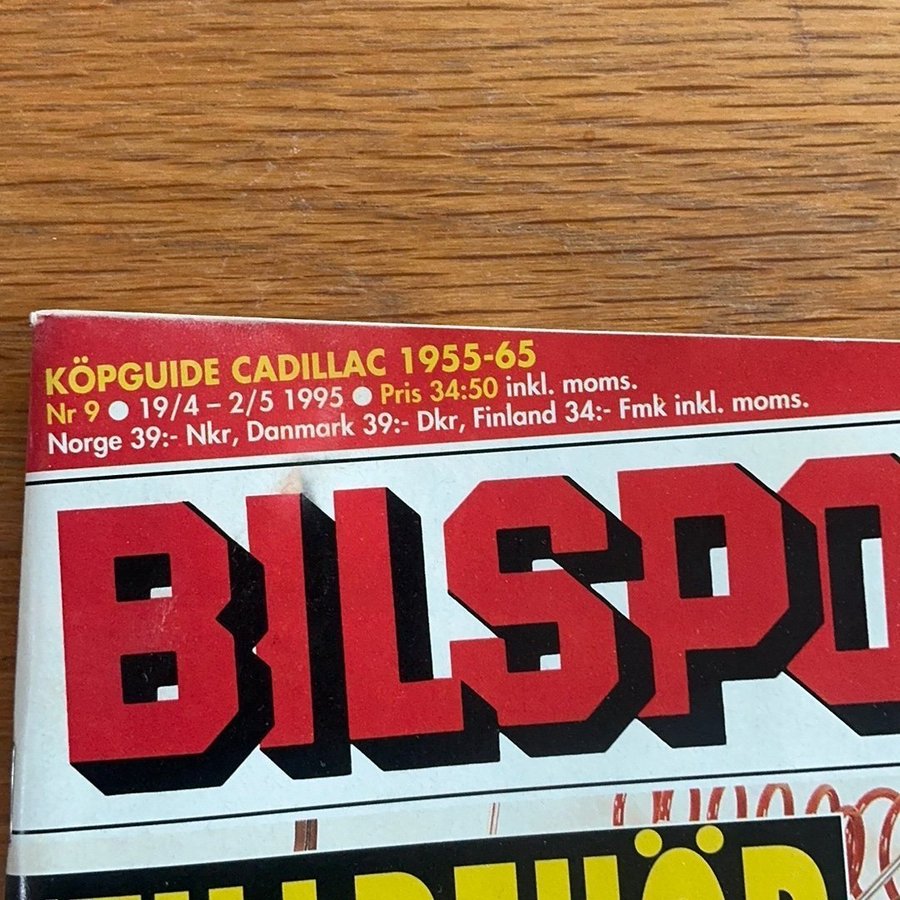 KÖPGUIDE CADILLAC 1955-65
Nr 9 ● 19/4 – 2/5 1995 ● Pris 34:50 inkl. moms.
Norge 39:- Nkr, Danmark 39:- Dkr, Finland 34:- Fmk inkl. moms.
BILSPO